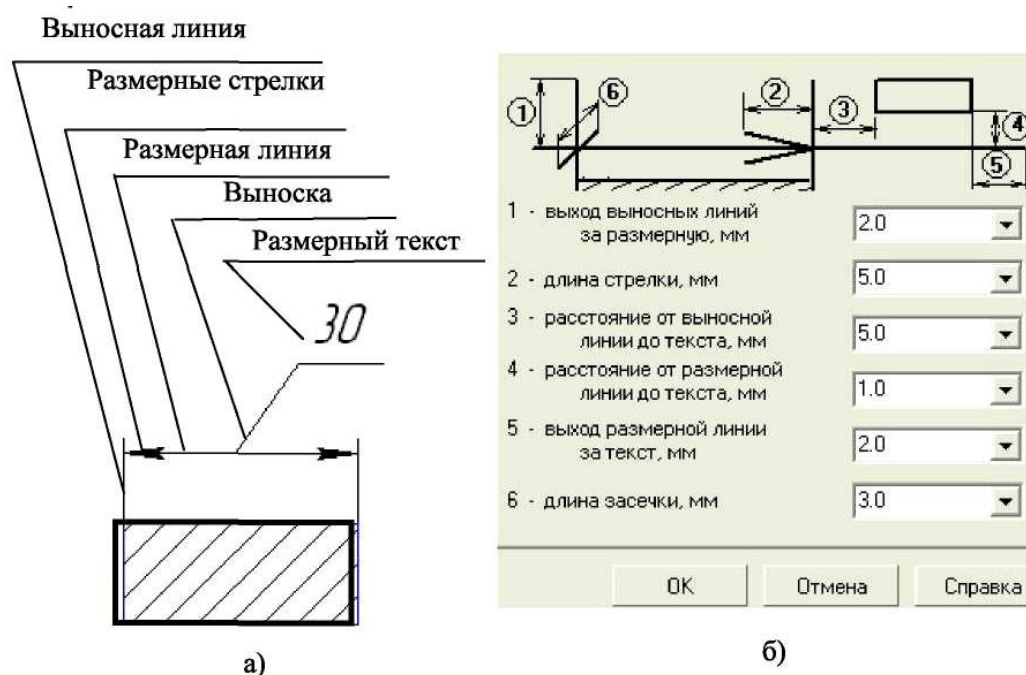 Выносная линия
Размерные стрелки
Размерная линия
Выноска
Размерный текст
30
а)
1
6
2
3
4
5
1 - выход выносных линий
за размерную, мм
2.0
2 - длина стрелки, мм
5.0
3 - расстояние от выносной
линии до текста, мм
5.0
4 - расстояние от размерной
линии до текста, мм
1.0
5 - выход размерной линии
за текст, мм
2.0
6 - длина засечки, мм
3.0
OK
Отмена
Справка
б)